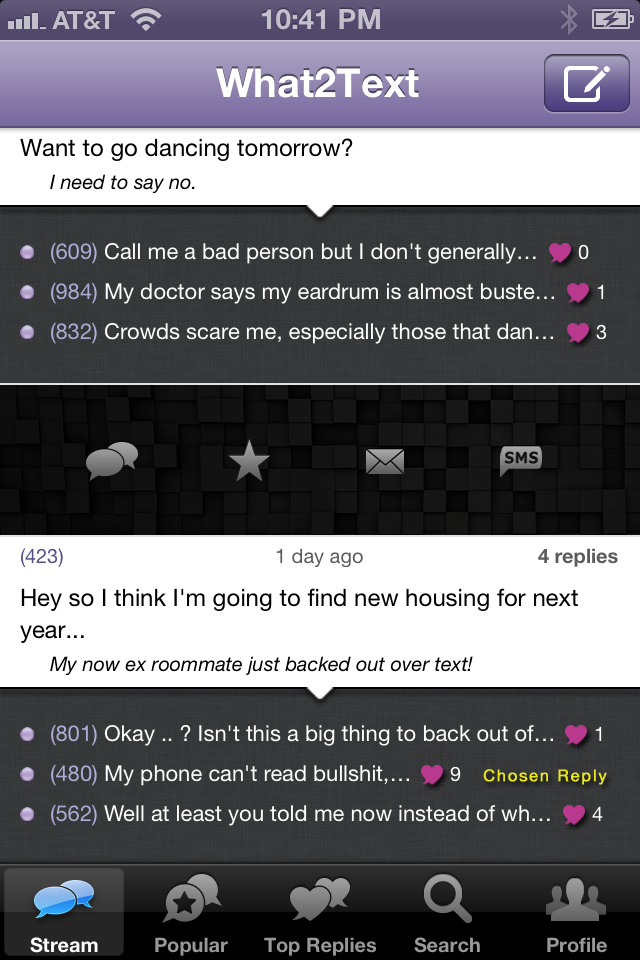 AT&T 10:41 PM
What2Text
Want to go dancing tomorrow?
I need to say no.
(609) Call me a bad person but I don't generally... 0
(984) My doctor says my eardrum is almost buste... 1
(832) Crowds scare me, especially those that dan... 3
SMS
(423) 1 day ago 4 replies
Hey so I think I'm going to find new housing for next
year...
My now ex roommate just backed out over text!
(801) Okay .. ? Isn't this a big thing to back out of... 1
(480) My phone can't read bullshit,... 9 Chosen Reply
(562) Well at least you told me now instead of wh... 4
Stream Popular Top Replies Search Profile